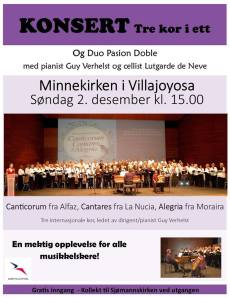 KONSERT Tre kor i ett
Og Duo Pasion Doble
med pianist Guy Verhelst og cellist Lutgarde de Neve
Minnekirken i Villajoyosa
Søndag 2. desember kl. 15.00
Canticorum
Cantares
Alegría
Canticorum fra Alfaz, Cantares fra La Nucia, Alegria fra Moraira
Tre internasjonale kor, ledet av dirigent/pianist Guy Verhelst
En mektig opplevelse for alle
musikkelskere!
Gratis inngang - Kollekt til Sjømannskirken ved utgangen